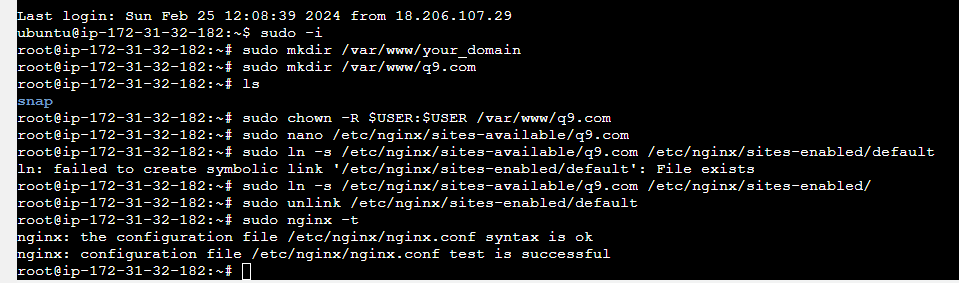 Last login: Sun Feb 25 12:08:39 2024 from 18.206.107.29
ubuntu@ip-172-31-32-182:~$ sudo -i
root@ip-172-31-32-182:~# sudo mkdir /var/www/your_domain
root@ip-172-31-32-182:~# sudo mkdir /var/www/q9.com
root@ip-172-31-32-182:~# ls
snap
root@ip-172-31-32-182:~# sudo chown -R $USER:$USER /var/www/q9.com
root@ip-172-31-32-182:~# sudo nano /etc/nginx/sites-available/q9.com
root@ip-172-31-32-182:~# sudo ln -s /etc/nginx/sites-available/q9.com /etc/nginx/sites-enabled/default
ln: failed to create symbolic link '/etc/nginx/sites-enabled/default': File exists
root@ip-172-31-32-182:~# sudo ln -s /etc/nginx/sites-available/q9.com /etc/nginx/sites-enabled/
root@ip-172-31-32-182:~# sudo unlink /etc/nginx/sites-enabled/default
root@ip-172-31-32-182:~# sudo nginx -t
nginx: the configuration file /etc/nginx/nginx.conf syntax is ok
nginx: configuration file /etc/nginx/nginx.conf test is successful
root@ip-172-31-32-182:~#